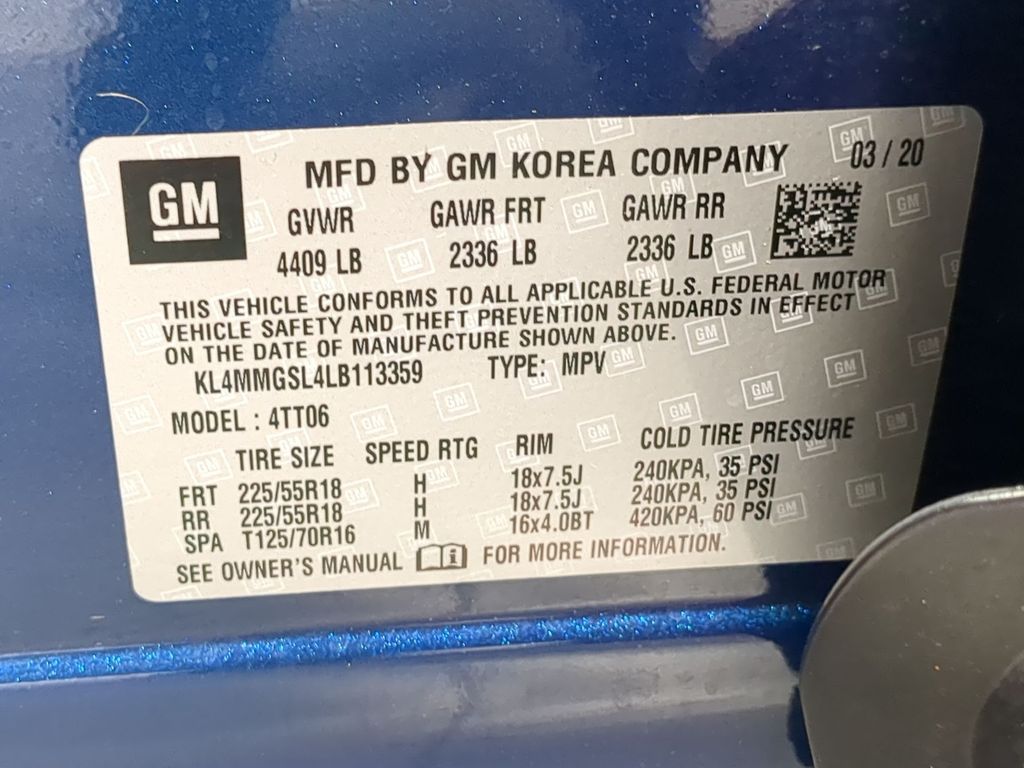 GM
MFD BY GM KOREA COMPANY 03/20
GVWR GAWR FRT GAWR RR
4409 LB 2336 LB 2336 LB
THIS VEHICLE CONFORMS TO ALL APPLICABLE U.S. FEDERAL MOTOR
VEHICLE SAFETY AND THEFT PREVENTION STANDARDS IN EFFECT
ON THE DATE OF MANUFACTURE SHOWN ABOVE.
KL4MMGSL4LB113359 TYPE: MPV
MODEL : 4TT06
TIRE SIZE SPEED RTG RIM COLD TIRE PRESSURE
FRT 225/55R18 H 18x7.5J 240KPA, 35 PSI
RR 225/55R18 H 18x7.5J 240KPA, 35 PSI
SPA T125/70R16 M 16x4.0BT 420KPA, 60 PSI
SEE OWNER'S MANUAL FOR MORE INFORMATION.